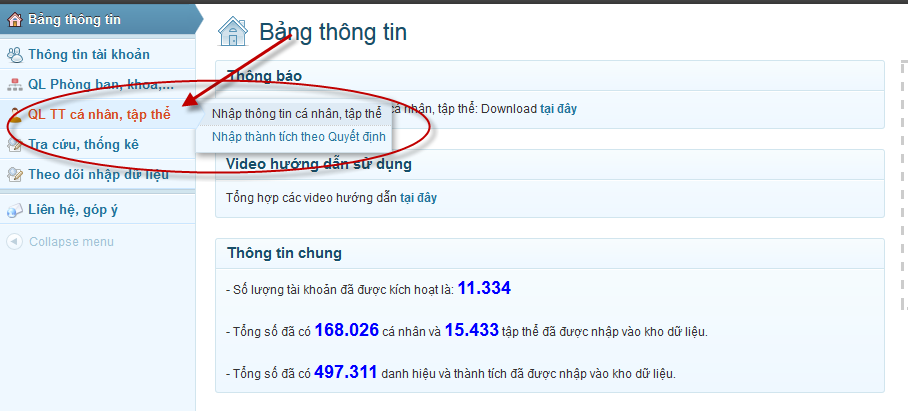 Bảng thông tin
Thông tin tài khoản
QL Phòng ban, khoa,...
QL TT cá nhân, tập thể
Nhập thông tin cá nhân, tập thể
Nhập thành tích theo Quyết định
Tra cứu, thống kê
Theo dõi nhập dữ liệu
Liên hệ, góp ý
Collapse menu
Bảng thông tin
Thông báo
cá nhân, tập thể: Download tại đây
Video hướng dẫn sử dụng
Tổng hợp các video hướng dẫn tại đây
Thông tin chung
- Số lượng tài khoản đã được kích hoạt là: 11.334
- Tổng số đã có 168.026 cá nhân và 15.433 tập thể đã được nhập vào kho dữ liệu.
- Tổng số đã có 497.311 danh hiệu và thành tích đã được nhập vào kho dữ liệu.